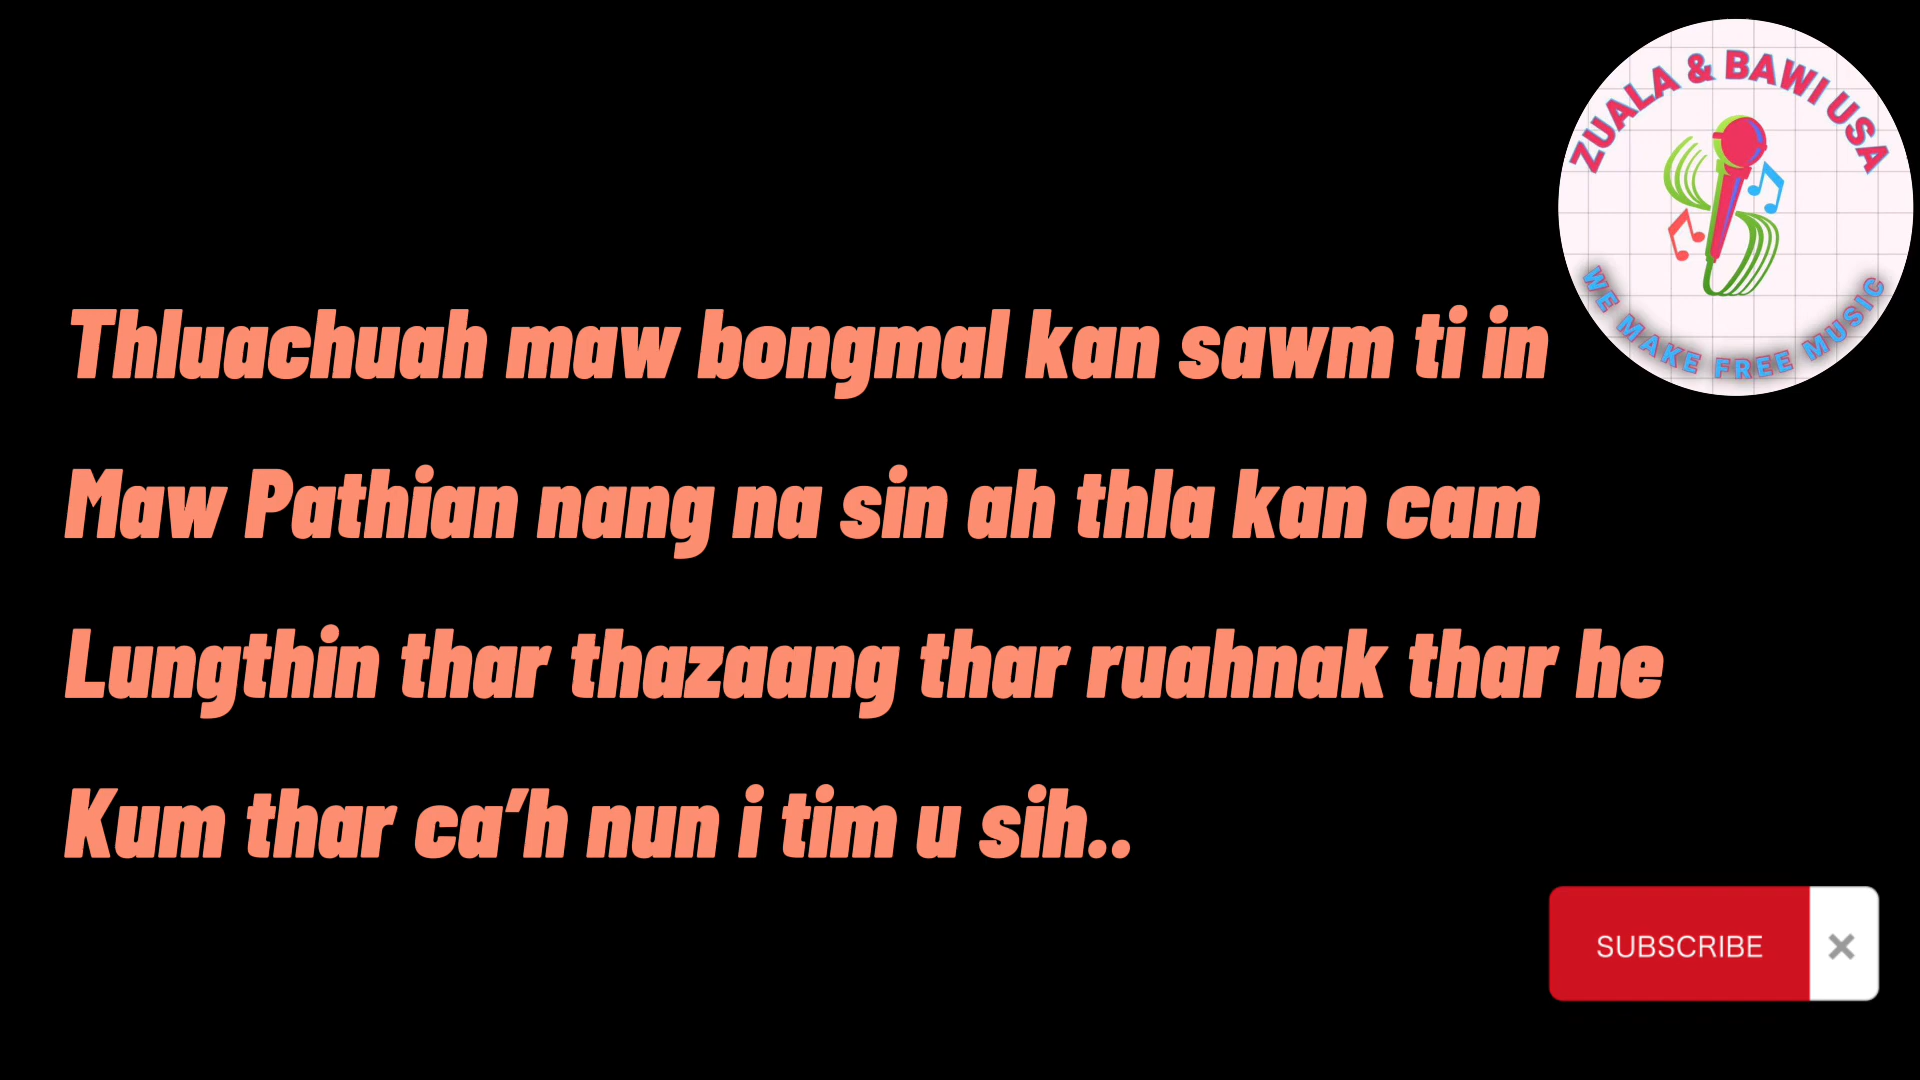 ZUALA & BAWI USA
WE MAKE FREE MUSIC
Thluachuah maw bongmal kan sawm ti in
Maw Pathian nang na sin ah thla kan cam
Lungthin thar thazaang thar ruahnak thar he
Kum thar ca’h nun i tim u sih..
SUBSCRIBE